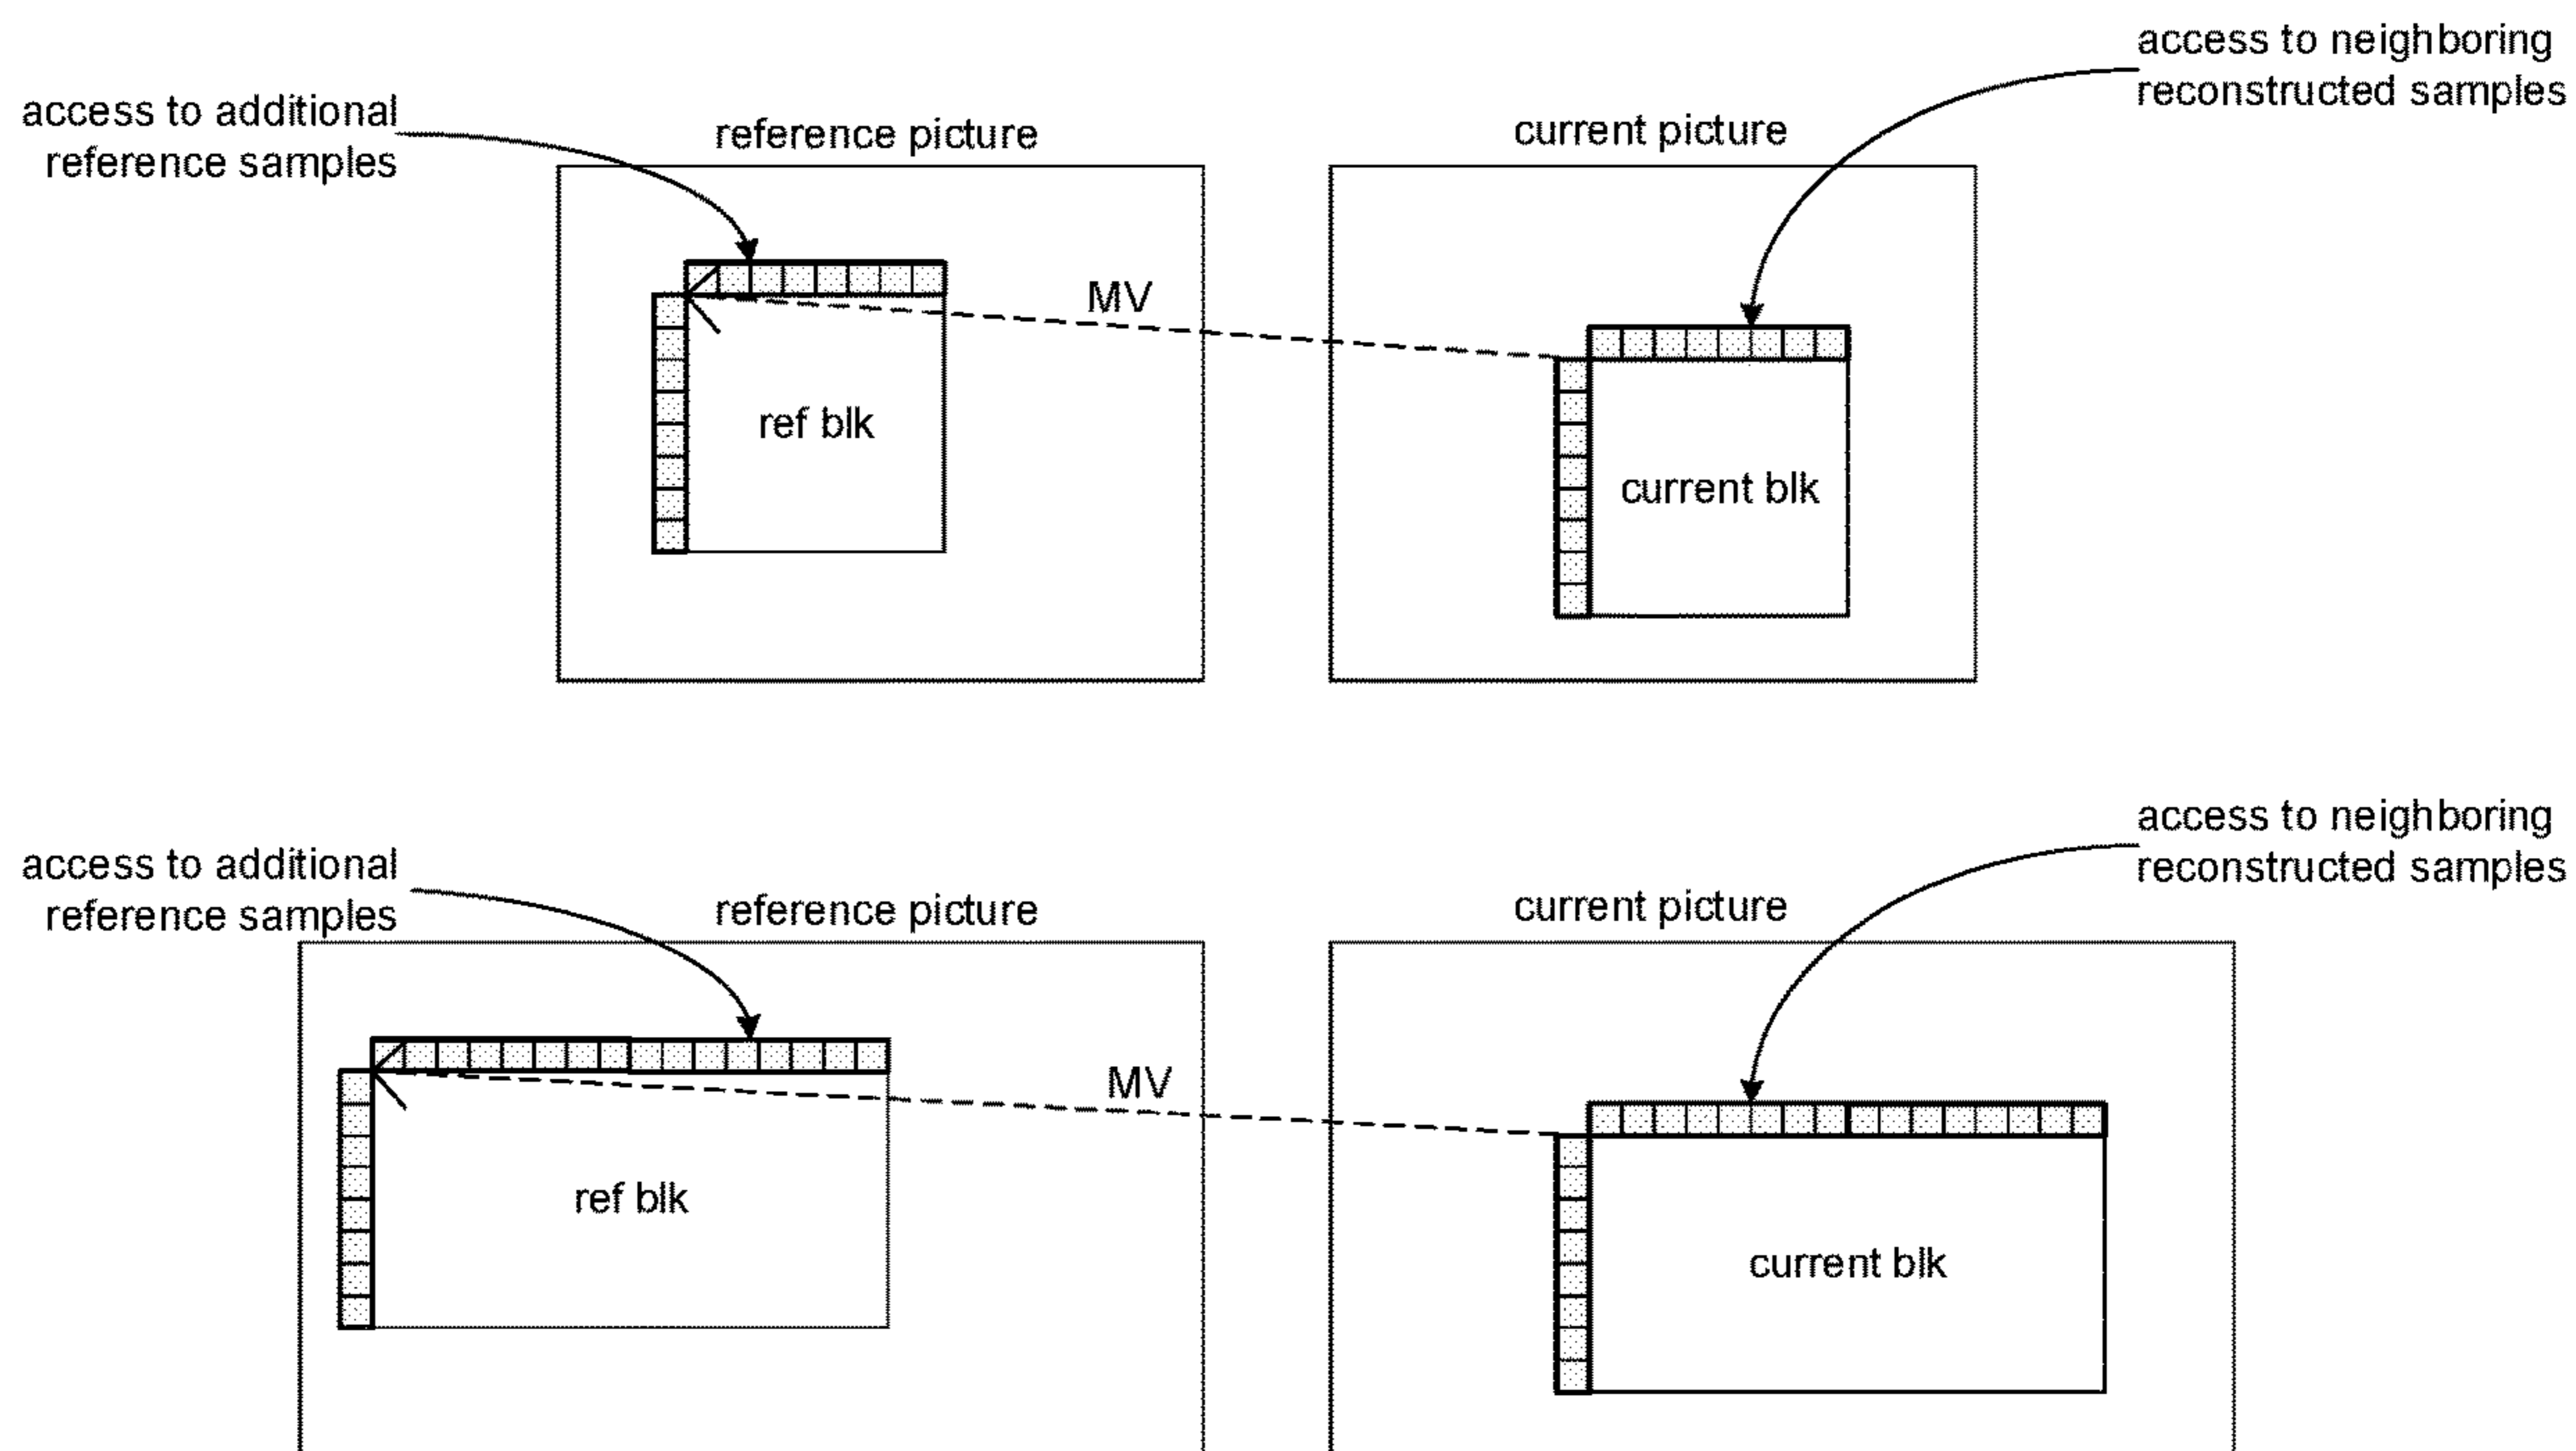 access to neighboring
reconstructed samples
access to additional
reference samples
reference picture
current picture
MV
ref blk
current blk
access to neighboring
reconstructed samples
access to additional
reference samples
reference picture
current picture
MV
ref blk
current blk